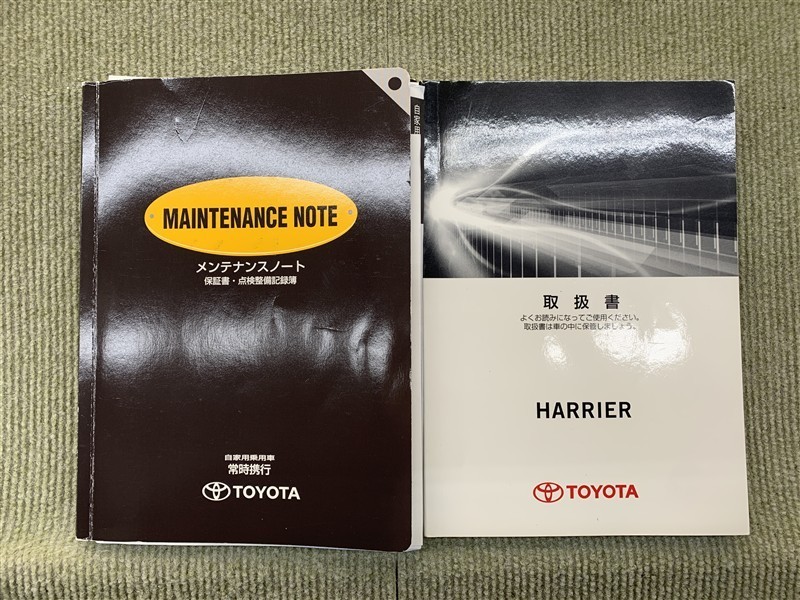 MAINTENANCE NOTE
メンテナンスノート
保証書・点検整備記録簿
自家用乗用車
常時携行
TOYOTA
自家用
取扱書
よくお読みになってご使用ください。
取扱書は車の中に保管しましょう。
HARRIER
TOYOTA